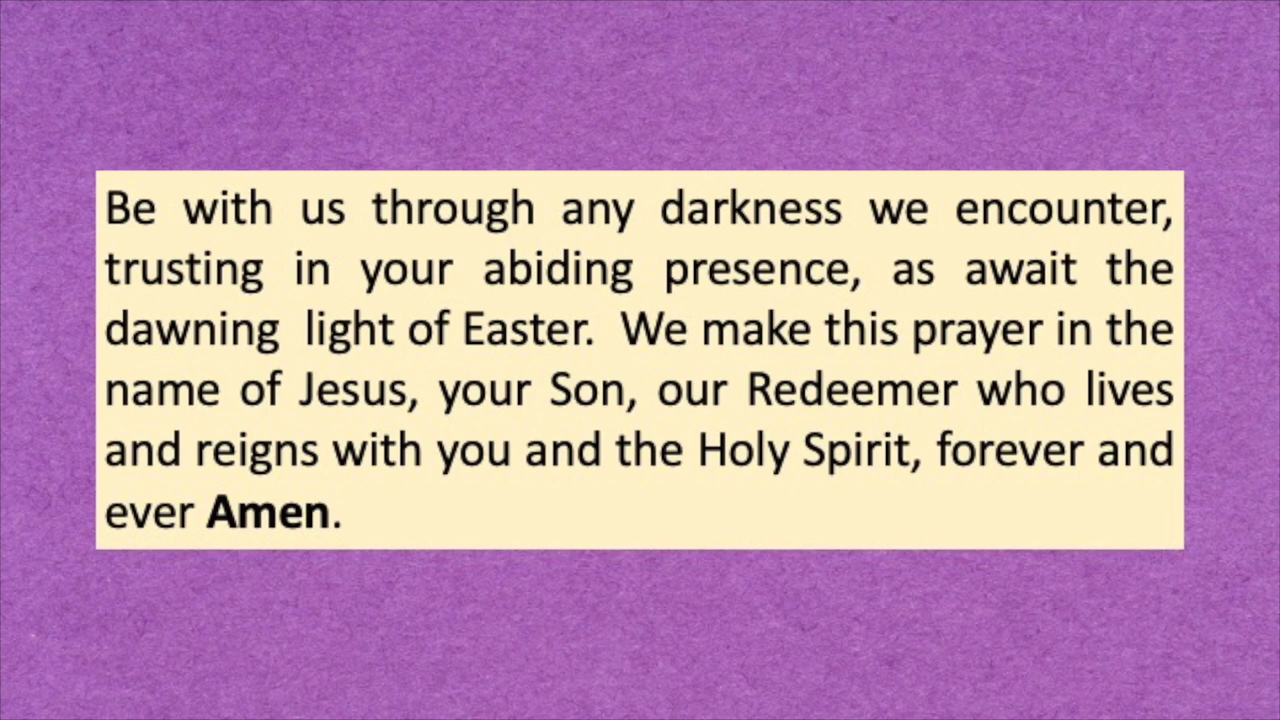 Be with us through any darkness we encounter,
trusting in your abiding presence, as await the
dawning light of Easter. We make this prayer in the
name of Jesus, your Son, our Redeemer who lives
and reigns with you and the Holy Spirit, forever and
ever Amen.